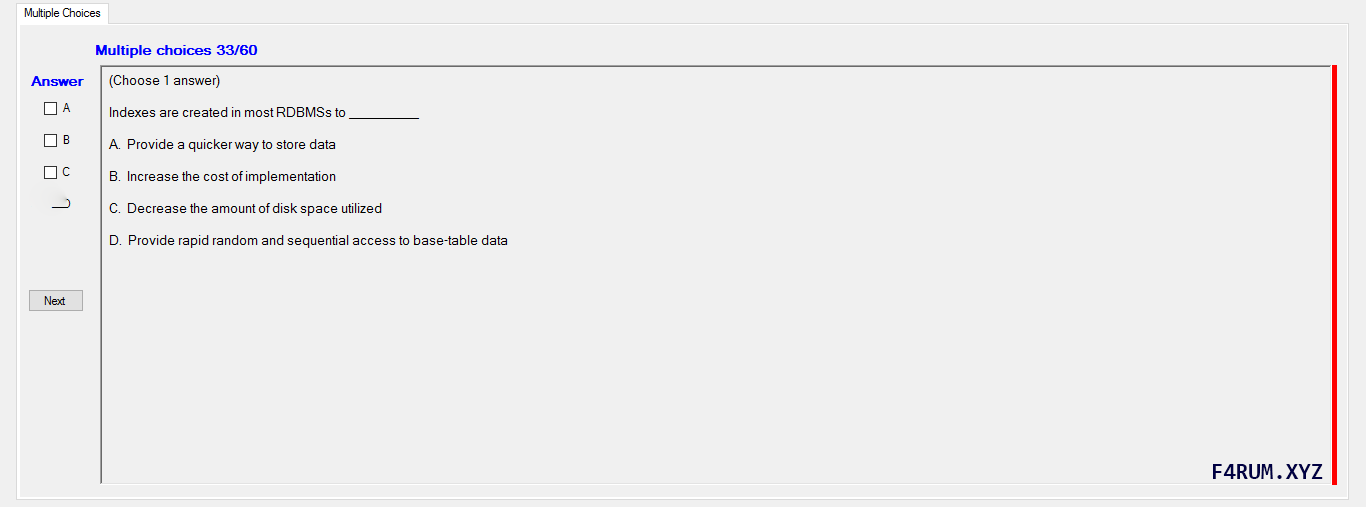 Multiple Choices
Multiple choices 33/60
Answer
(Choose 1 answer)
A
Indexes are created in most RDBMSs to __________
B
A. Provide a quicker way to store data
C
B. Increase the cost of implementation
C. Decrease the amount of disk space utilized
D. Provide rapid random and sequential access to base-table data
Next
F4RUM.XYZ